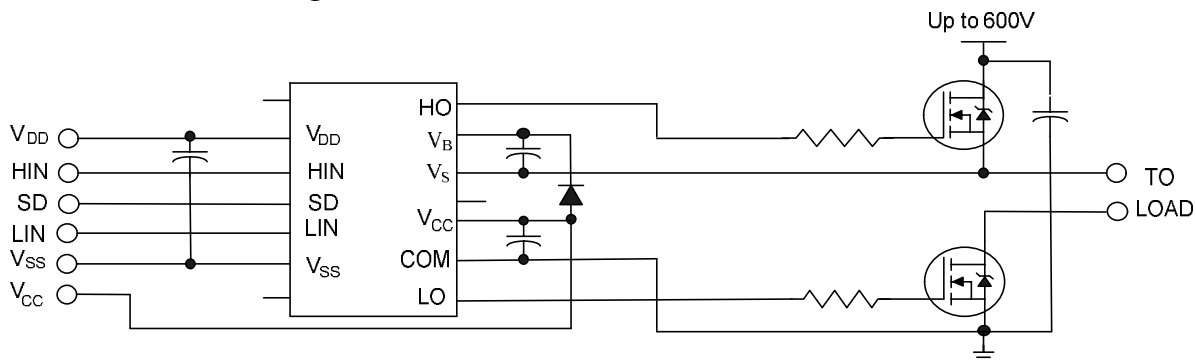 Up to 600V
HO
V_DD
V_DD
V_B
HIN
HIN
V_S
TO
SD
SD
LIN
LIN
V_CC
LOAD
V_SS
V_SS
COM
V_CC
LO